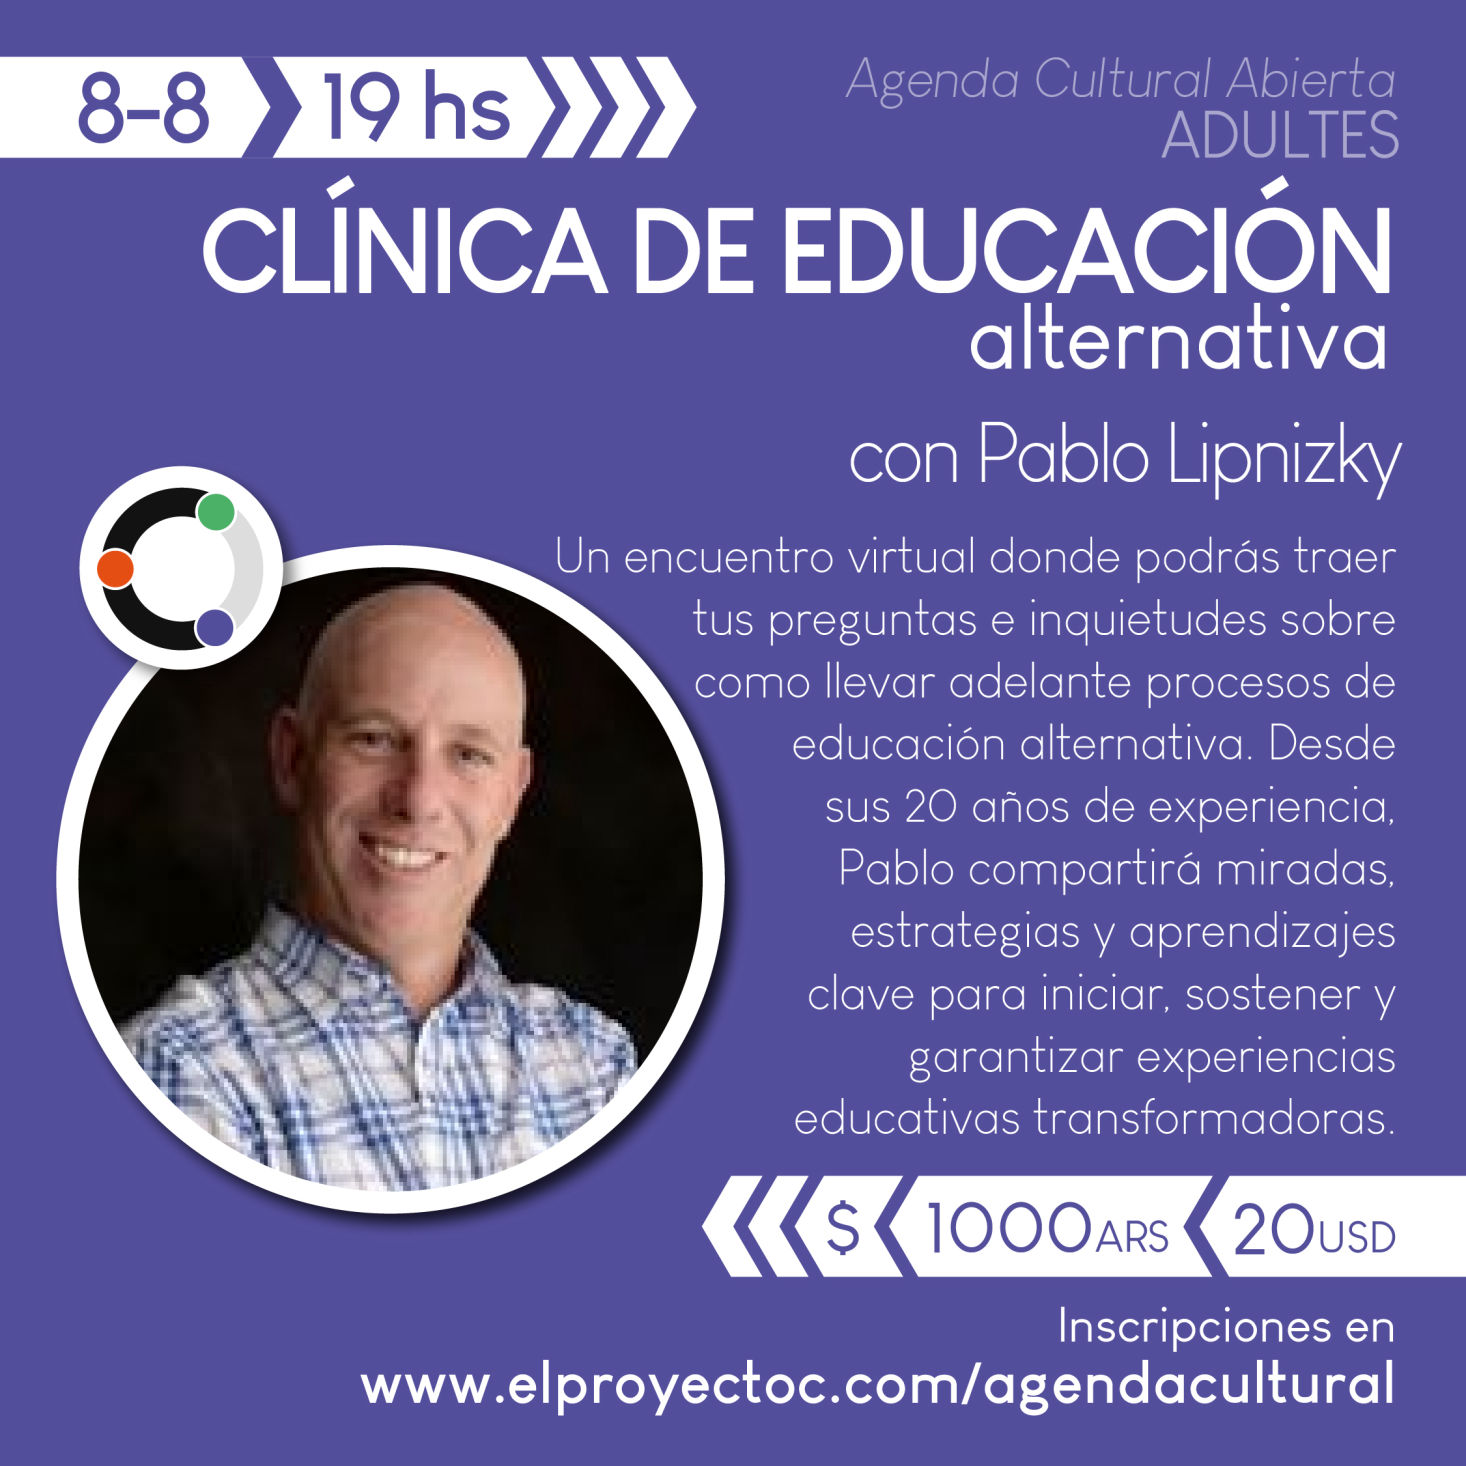 8-8 19 hs
Agenda Cultural Abierta
ADULTES
CLÍNICA DE EDUCACIÓN
alternativa
con Pablo Lipnizky
Un encuentro virtual donde podrás traer
tus preguntas e inquietudes sobre
como llevar adelante procesos de
educación alternativa. Desde
sus 20 años de experiencia,
Pablo compartirá miradas,
estrategias y aprendizajes
clave para iniciar, sostener y
garantizar experiencias
educativas transformadoras.
$ 1000ARS 20USD
Inscripciones en
www.elproyectoc.com/agendacultural